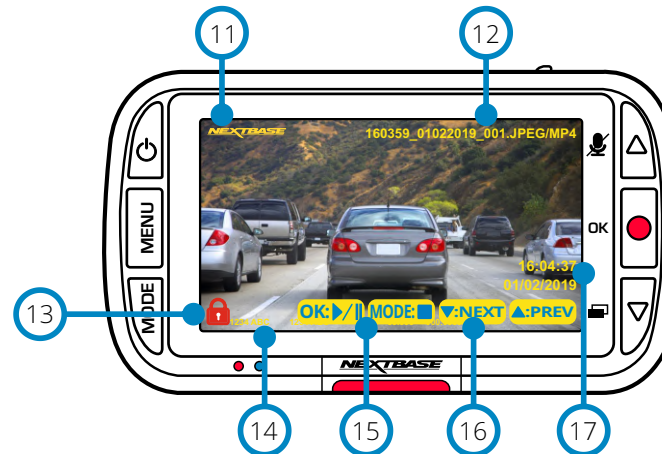 11
12
NEXTBASE
160359_01022019_001.JPEG/MP4
MENU
OK
16:04:37
01/02/2019
13
MODE
OK: ▶/II MODE: ■ ▼:NEXT ▲:PREV
NEXTBASE
14
15
16
17